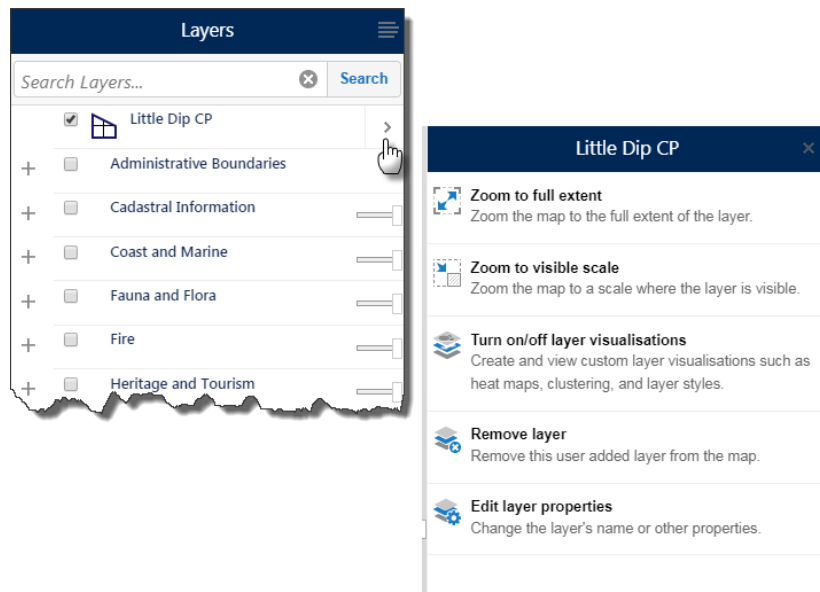 Layers
Search Layers...
Search
Little Dip CP
Administrative Boundaries
Cadastral Information
Coast and Marine
Fauna and Flora
Fire
Heritage and Tourism
Little Dip CP
Zoom to full extent
Zoom the map to the full extent of the layer.
Zoom to visible scale
Zoom the map to a scale where the layer is visible.
Turn on/off layer visualisations
Create and view custom layer visualisations such as
heat maps, clustering, and layer styles.
Remove layer
Remove this user added layer from the map.
Edit layer properties
Change the layer's name or other properties.